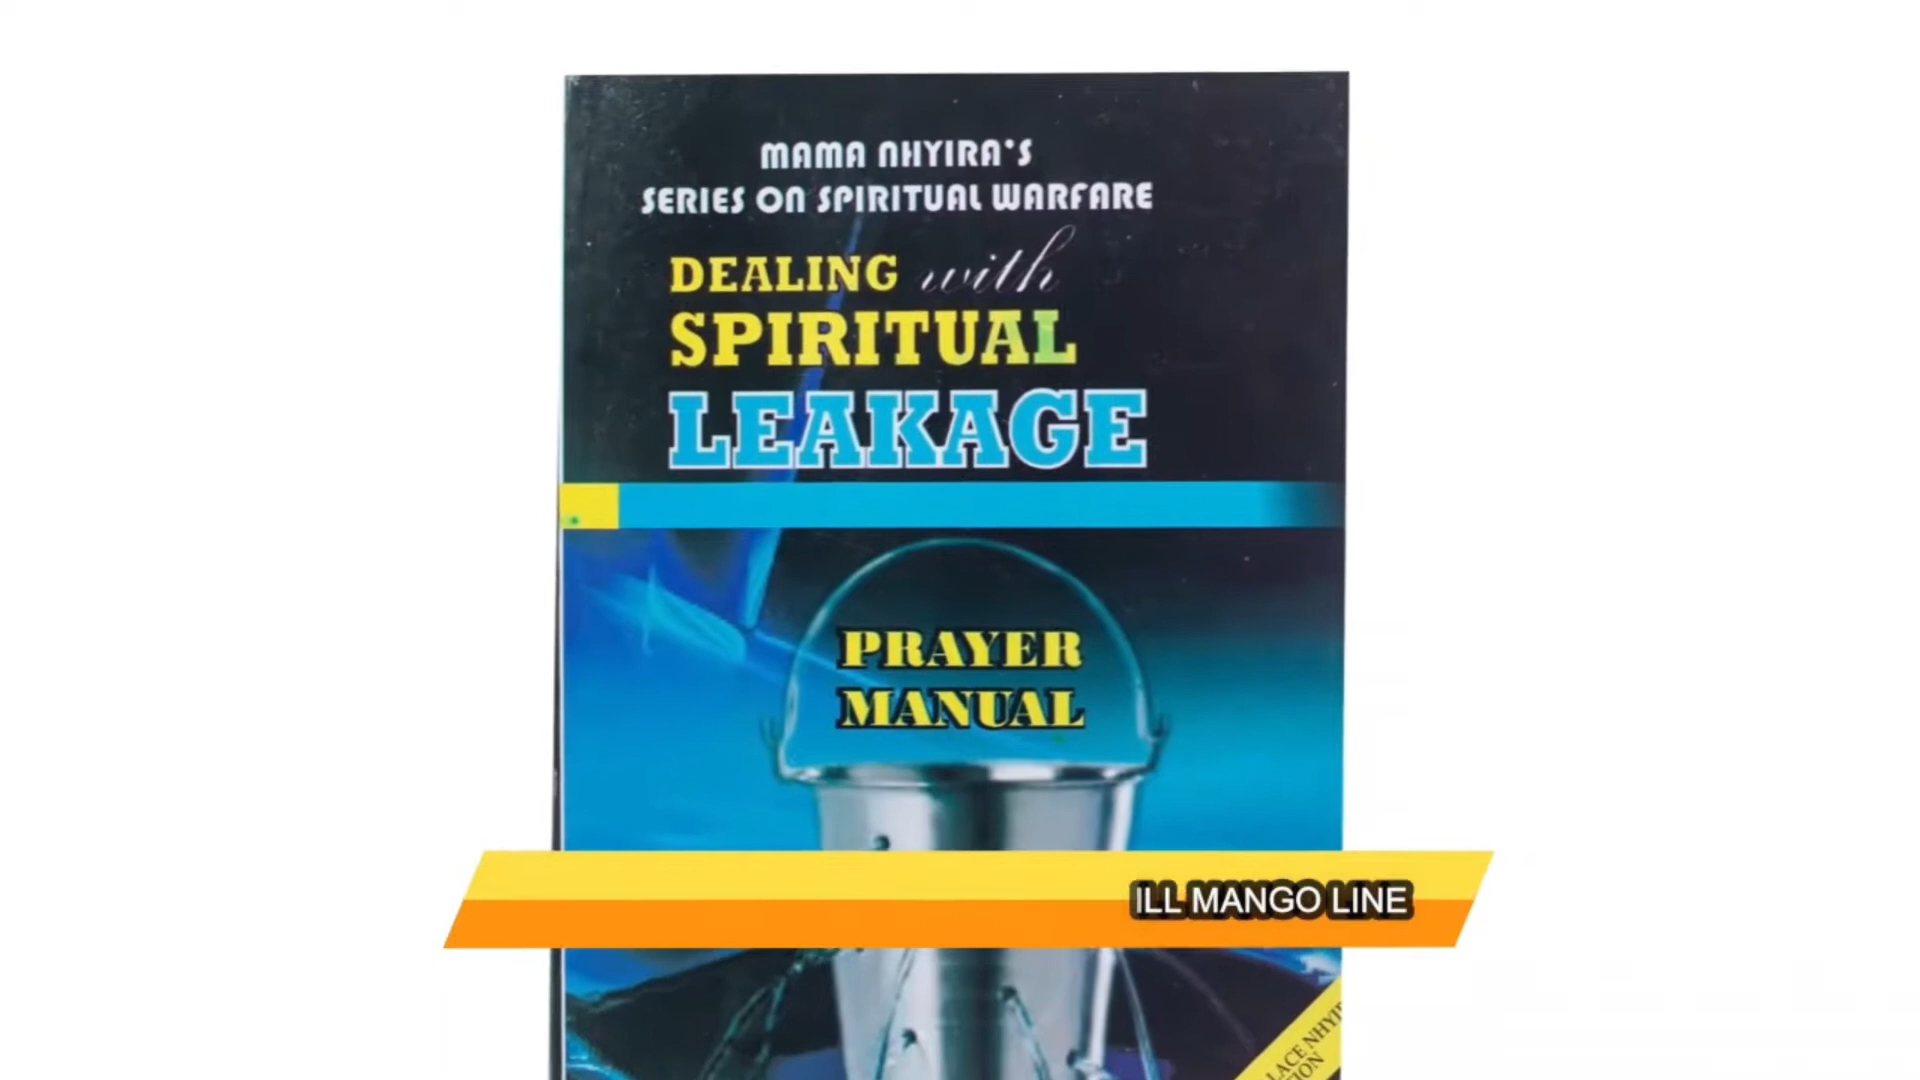 MAMA NHYIRA'S
SERIES ON SPIRITUAL WARFARE
DEALING with
SPIRITUAL
LEAKAGE
PRAYER
MANUAL
ILL MANGO LINE